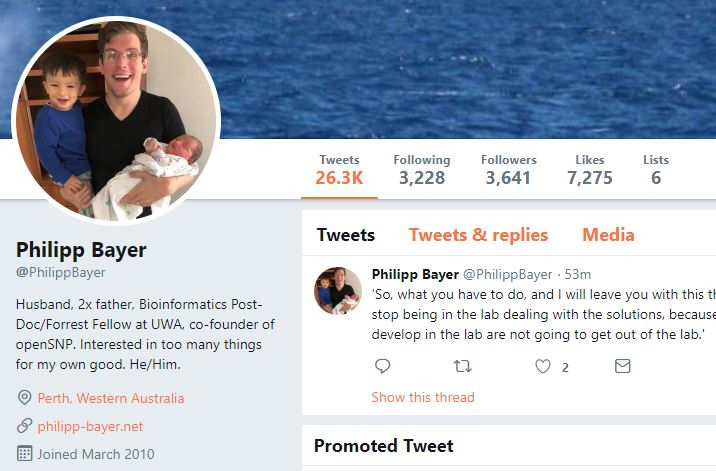 Tweets
26.3K
Following
3,228
Followers
3,641
Likes
7,275
Lists
6
Philipp Bayer
@PhilippBayer
Husband, 2x father, Bioinformatics Post-
Doc/Forrest Fellow at UWA, co-founder of
openSNP. Interested in too many things
for my own good. He/Him.
Perth, Western Australia
philipp-bayer.net
Joined March 2010
Tweets Tweets & replies Media
Philipp Bayer @PhilippBayer · 53m
'So, what you have to do, and I will leave you with this
stop being in the lab dealing with the solutions, because
develop in the lab are not going to get out of the lab.'
2
Show this thread
Promoted Tweet